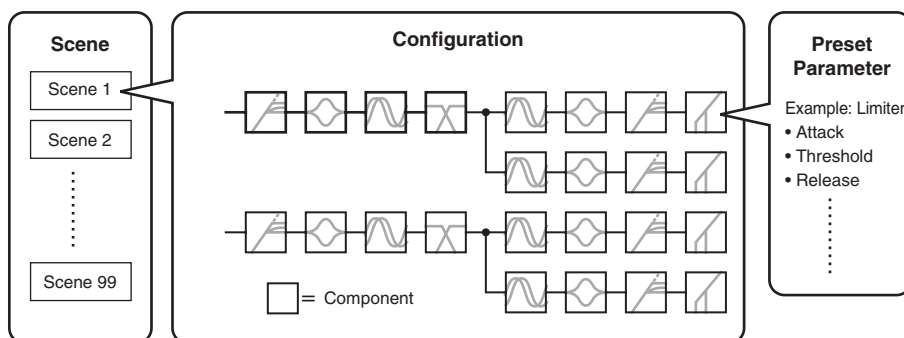 Scene
Scene 1
Scene 2
Scene 99
Configuration
= Component
Preset
Parameter
Example: Limiter
• Attack
• Threshold
• Release